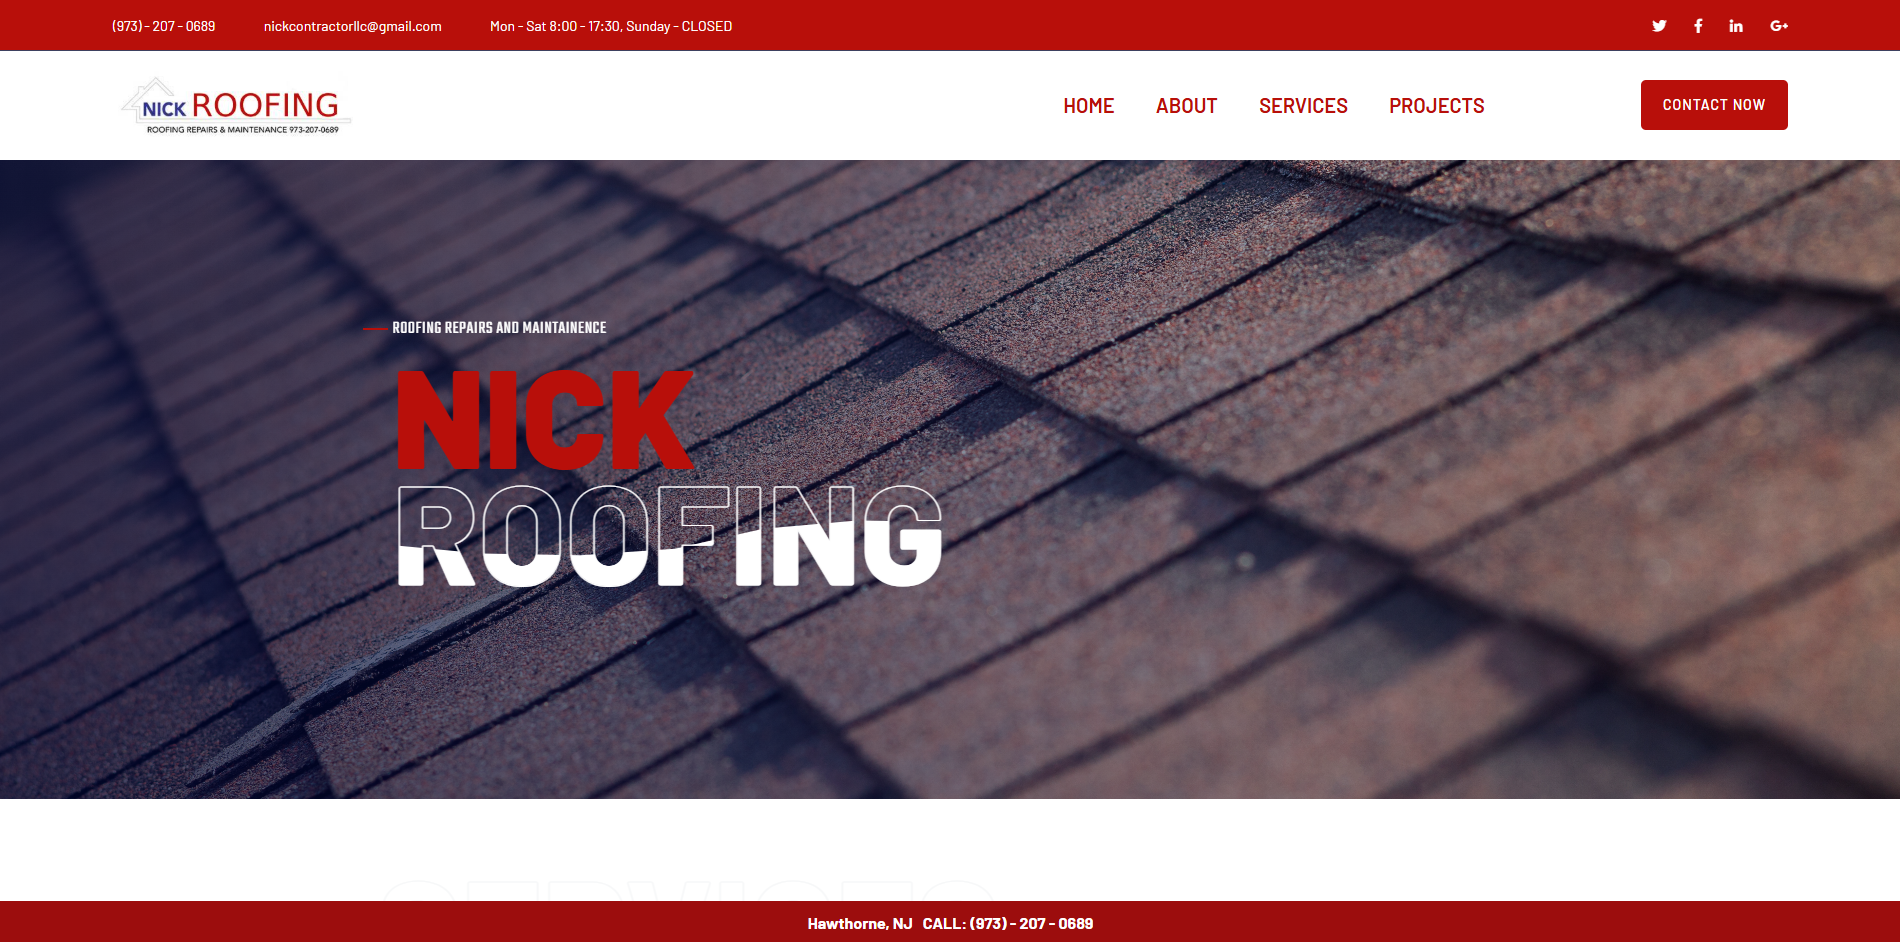 (973) - 207 - 0689 nickcontractorllc@gmail.com Mon - Sat 8:00 - 17:30, Sunday - CLOSED
NICK ROOFING
ROOFING REPAIRS & MAINTENANCE 973-207-0689
HOME ABOUT SERVICES PROJECTS
CONTACT NOW
ROOFING REPAIRS AND MAINTAINENCE
NICK
ROOFING
SERVICES
Hawthorne, NJ CALL: (973) - 207 - 0689